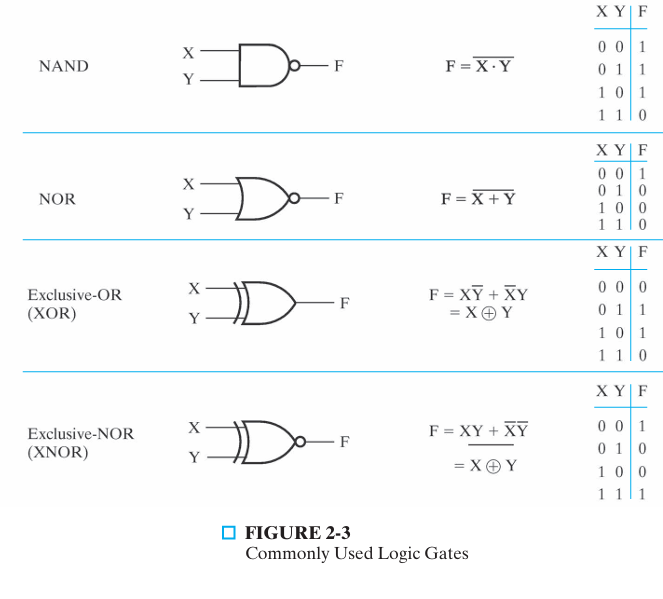 X Y F
NAND X Y F F = X̅ ̅·̅ ̅Y̅
0 0 1
0 1 1
1 0 1
1 1 0
X Y F
NOR X Y F F = X̅ ̅+̅ ̅Y̅
0 0 1
0 1 0
1 0 0
1 1 0
X Y F
Exclusive-OR
(XOR)
X Y F
F = XY̅ + X̅Y
= X ⊕ Y
0 0 0
0 1 1
1 0 1
1 1 0
X Y F
Exclusive-NOR
(XNOR)
X Y F
F = XY + X̅Y̅
= X̅ ̅⊕̅ ̅Y̅
0 0 1
0 1 0
1 0 0
1 1 1
FIGURE 2-3
Commonly Used Logic Gates